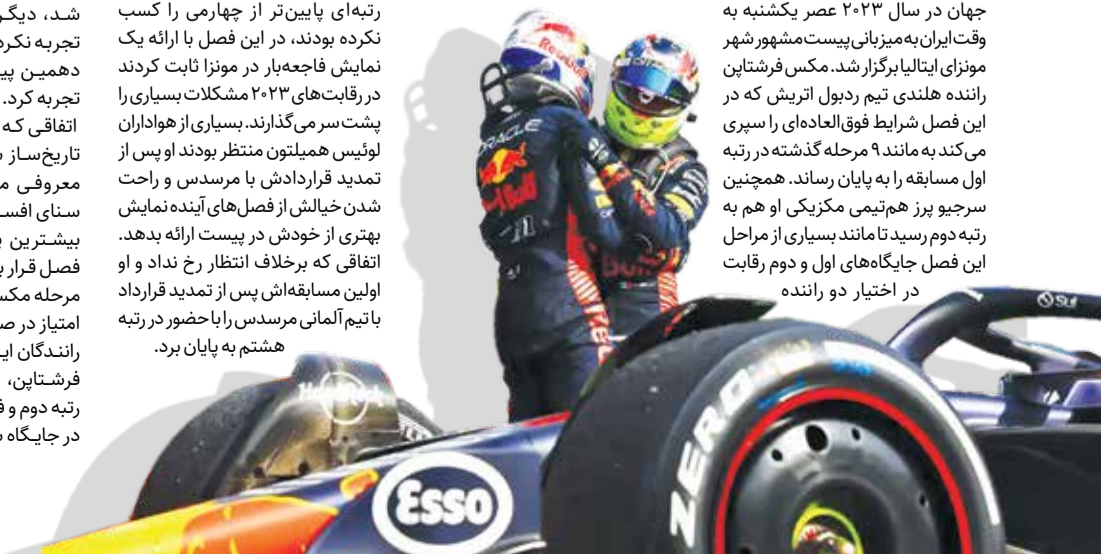 جهان در سال ۲۰۲۳ عصر یکشنبه به
وقت ایران به میزبانی پیست مشهور شهر
مونزای ایتالیا برگزار شد. مکس فرشتاپن
راننده هلندی تیم ردبول اتریش که در
این فصل شرایط فوق‌العاده‌ای را سپری
می‌کند به مانند ۹ مرحله گذشته در رتبه
اول مسابقه را به پایان رساند. همچنین
سرجیو پرز هم‌تیمی مکزیکی او هم به
رتبه دوم رسید تا مانند بسیاری از مراحل
این فصل جایگاه‌های اول و دوم رقابت
در اختیار دو راننده
رتبه‌ای پایین‌تر از چهارمی را کسب
نکرده بودند، در این فصل با ارائه یک
نمایش فاجعه‌بار در مونزا ثابت کردند
در رقابت‌های ۲۰۲۳ مشکلات بسیاری را
پشت سر می‌گذارند. بسیاری از هواداران
لوئیس همیلتون منتظر بودند او پس از
تمدید قراردادش با مرسدس و راحت
شدن خیالش از فصل‌های آینده نمایش
بهتری از خودش در پیست ارائه بدهد.
اتفاقی که برخلاف انتظار رخ نداد و او
اولین مسابقه‌اش پس از تمدید قرارداد
با تیم آلمانی مرسدس را با حضور در رتبه
هشتم به پایان برد.
شد، دیگر
تجربه نکرد
دهمین پی
تجربه کرد.
اتفاقی که
تاریخ‌ساز
معروفی م
سنای افس
بیشترین
فصل قرار
مرحله مکس
امتیاز در ص
رانندگان ای
فرشتاپن،
رتبه دوم و ف
در جایگاه
Red Bull
ORACLE
Red Bull
Esso
ZERO